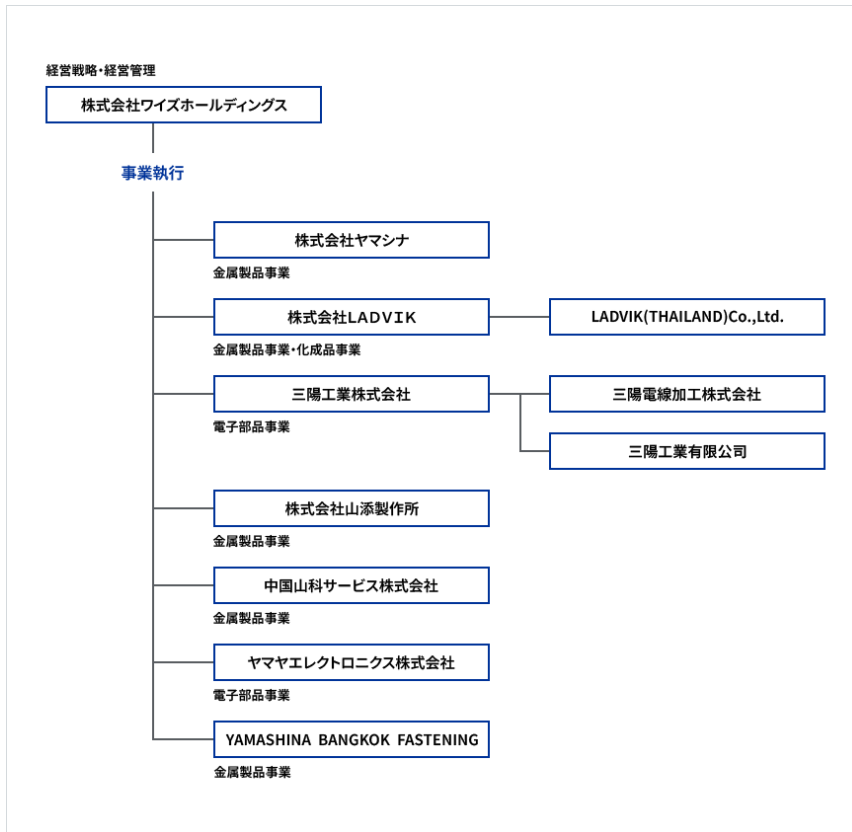 経営戦略・経営管理
株式会社ワイズホールディングス
事業執行
株式会社ヤマシナ
金属製品事業
株式会社LADVIK
LADVIK(THAILAND)Co.,Ltd.
金属製品事業・化成品事業
三陽工業株式会社
三陽電線加工株式会社
電子部品事業
三陽工業有限公司
株式会社山添製作所
金属製品事業
中国山科サービス株式会社
金属製品事業
ヤマヤエレクトロニクス株式会社
電子部品事業
YAMASHINA BANGKOK FASTENING
金属製品事業